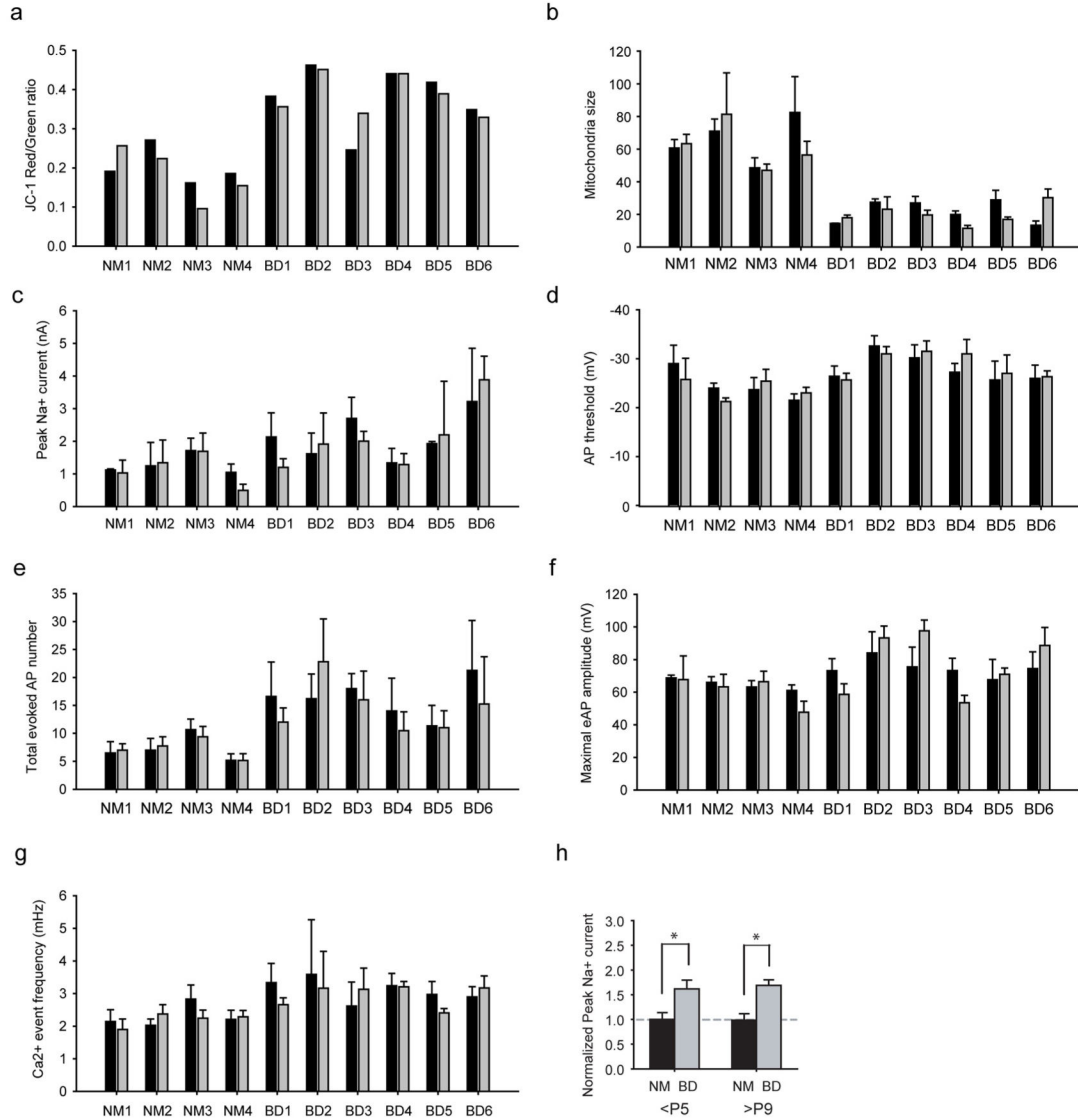 a
JC-1 Red/Green ratio
0.5
0.4
0.3
0.2
0.1
0.0
NM1 NM2 NM3 NM4 BD1 BD2 BD3 BD4 BD5 BD6
b
Mitochondria size
120
100
80
60
40
20
0
NM1 NM2 NM3 NM4 BD1 BD2 BD3 BD4 BD5 BD6
c
Peak Na+ current (nA)
6
5
4
3
2
1
0
NM1 NM2 NM3 NM4 BD1 BD2 BD3 BD4 BD5 BD6
d
AP threshold (mV)
-40
-30
-20
-10
0
NM1 NM2 NM3 NM4 BD1 BD2 BD3 BD4 BD5 BD6
e
Total evoked AP number
35
30
25
20
15
10
5
0
NM1 NM2 NM3 NM4 BD1 BD2 BD3 BD4 BD5 BD6
f
Maximal eAP amplitude (mV)
120
100
80
60
40
20
0
NM1 NM2 NM3 NM4 BD1 BD2 BD3 BD4 BD5 BD6
g
Ca2+ event frequency (mHz)
6
5
4
3
2
1
0
NM1 NM2 NM3 NM4 BD1 BD2 BD3 BD4 BD5 BD6
h
Normalized Peak Na+ current
3.0
2.5
2.0
1.5
1.0
0.5
0.0
* *
NM BD NM BD
<P5 >P9